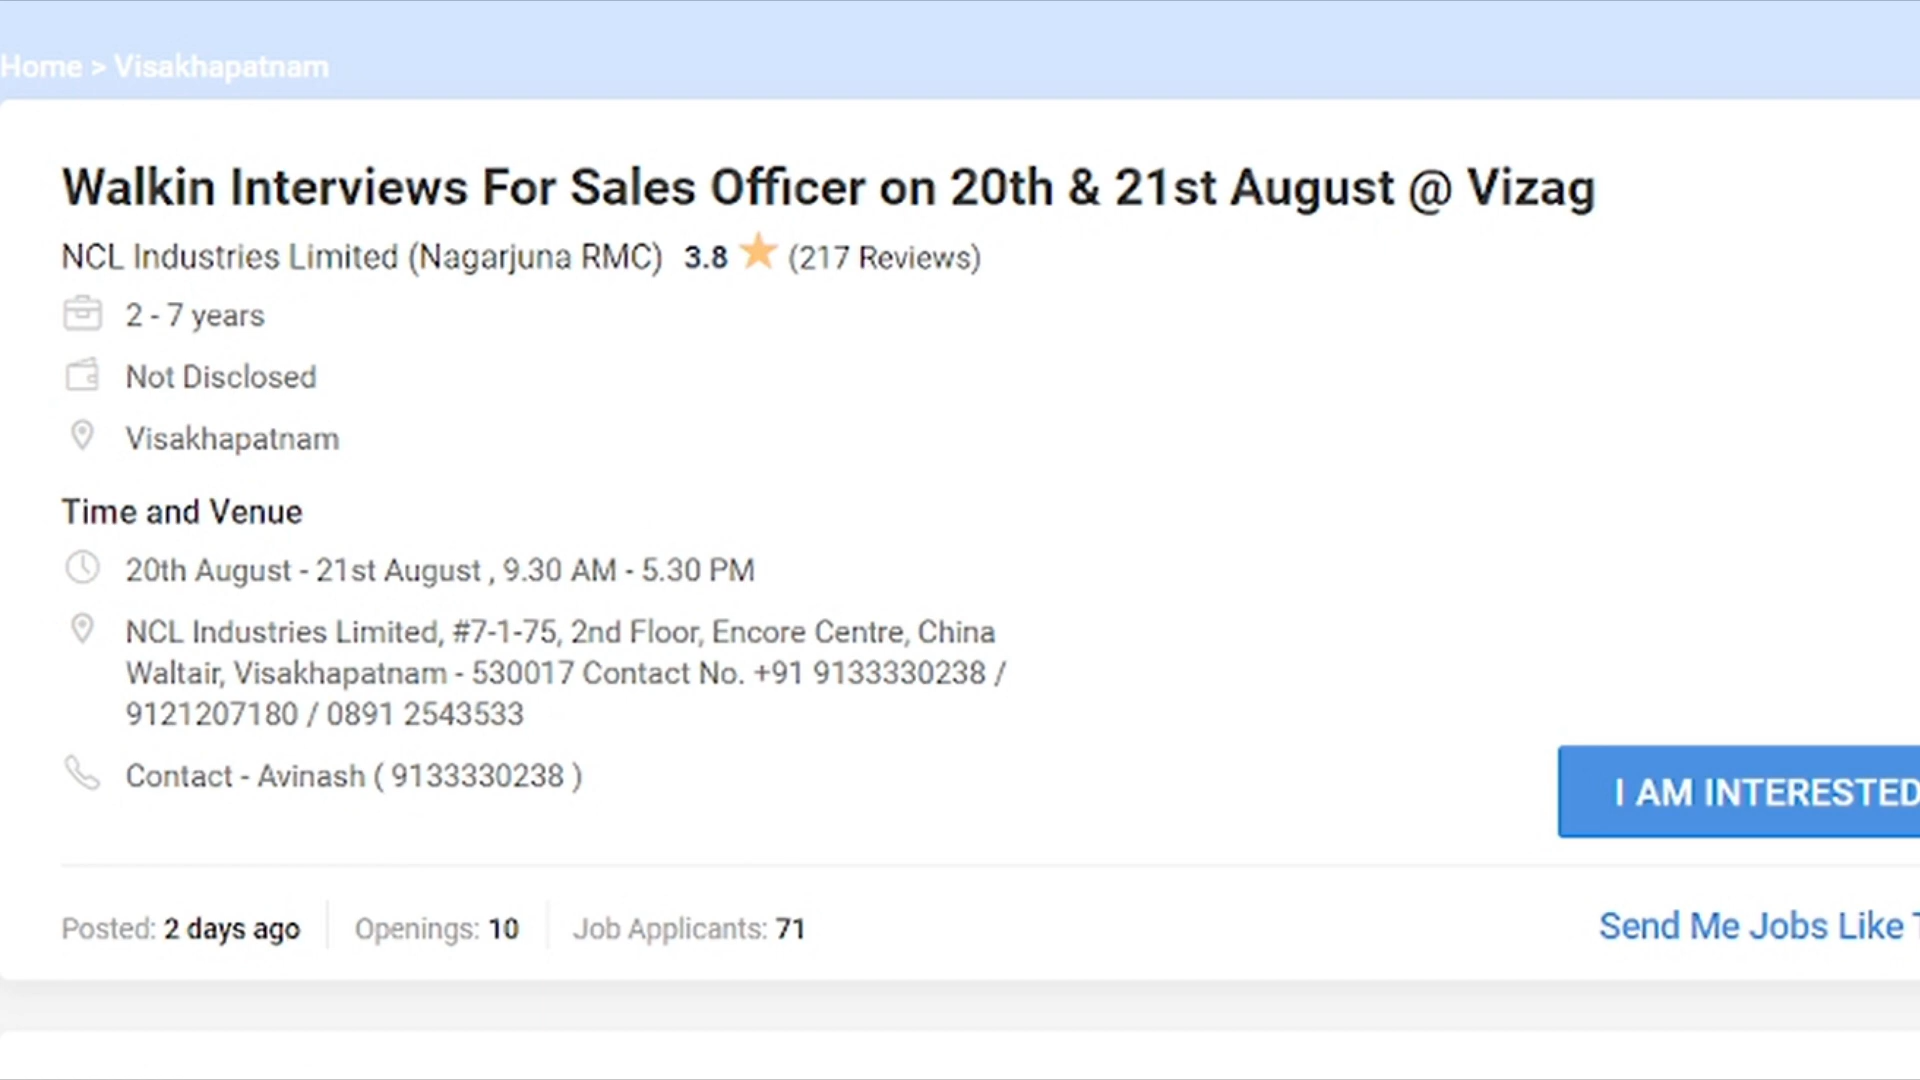 Home > Visakhapatnam
Walkin Interviews For Sales Officer on 20th & 21st August @ Vizag
NCL Industries Limited (Nagarjuna RMC) 3.8 (217 Reviews)
2 - 7 years
Not Disclosed
Visakhapatnam
Time and Venue
20th August - 21st August , 9.30 AM - 5.30 PM
NCL Industries Limited, #7-1-75, 2nd Floor, Encore Centre, China
Waltair, Visakhapatnam - 530017 Contact No. +91 9133330238 /
9121207180 / 0891 2543533
Contact - Avinash ( 9133330238 )
I AM INTERESTED
Posted: 2 days ago Openings: 10 Job Applicants: 71
Send Me Jobs Like